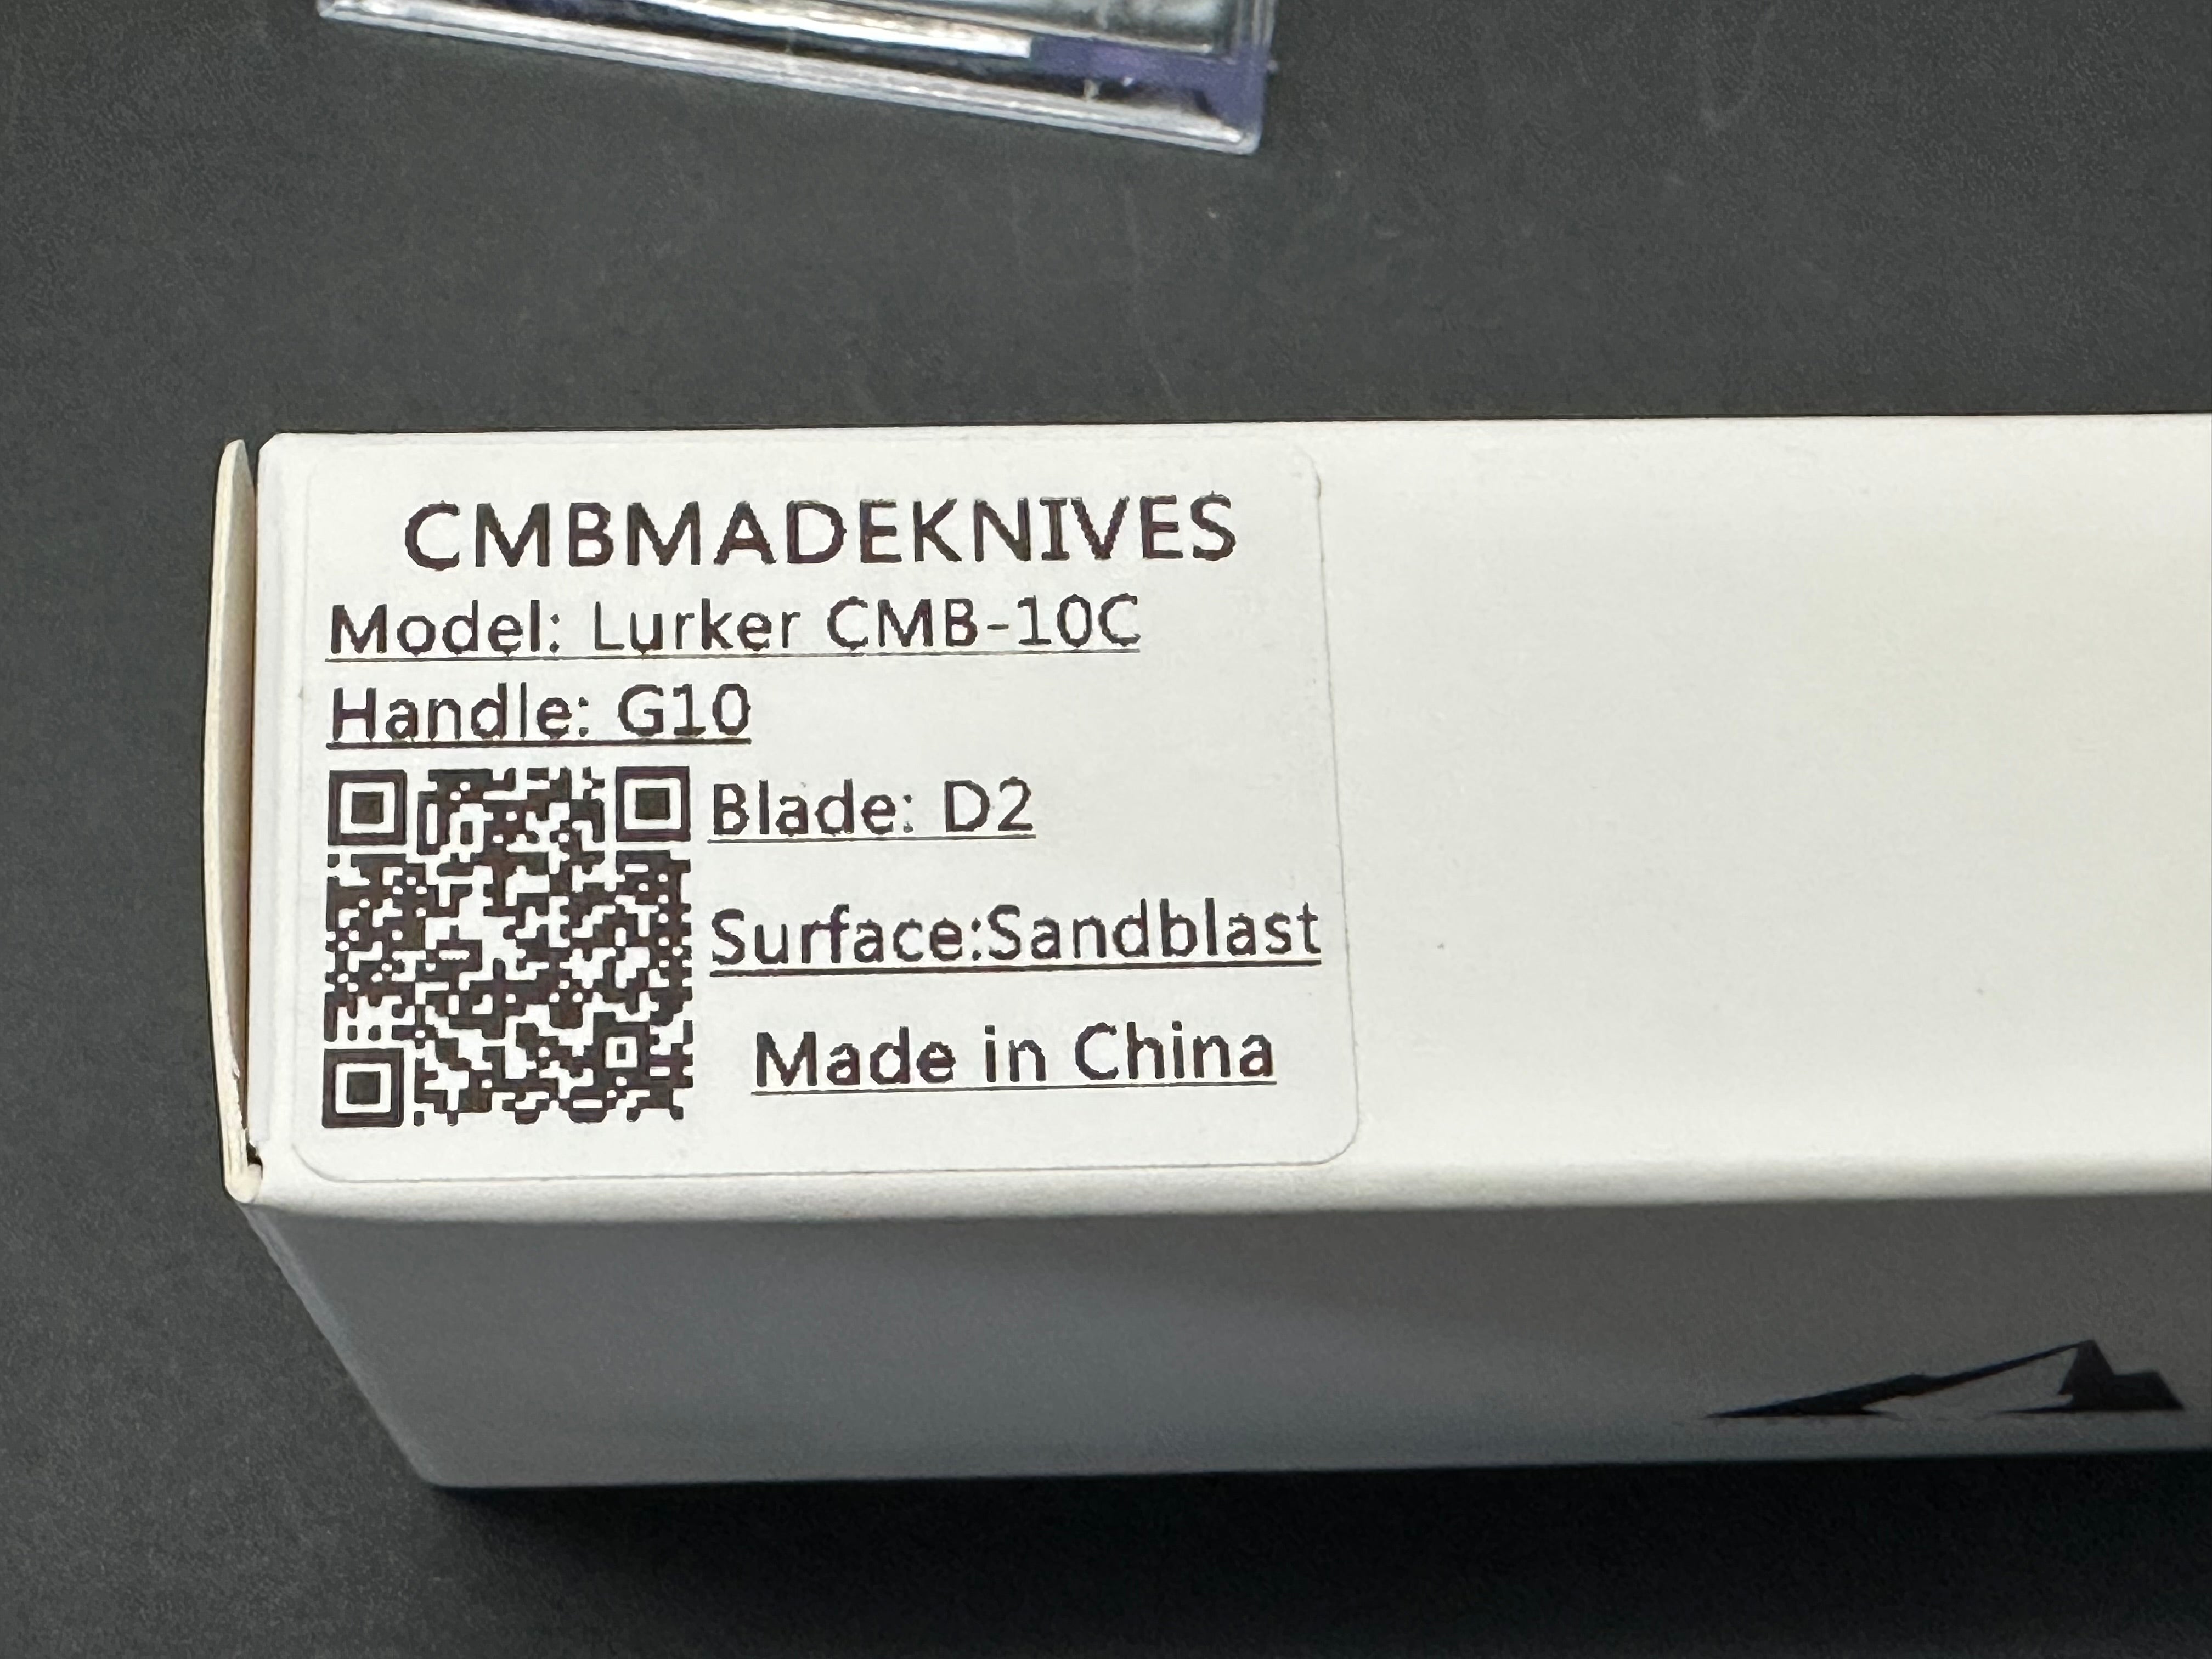 CMBMADEKNIVES
Model: Lurker CMB-10C
Handle: G10
Blade: D2
Surface:Sandblast
Made in China